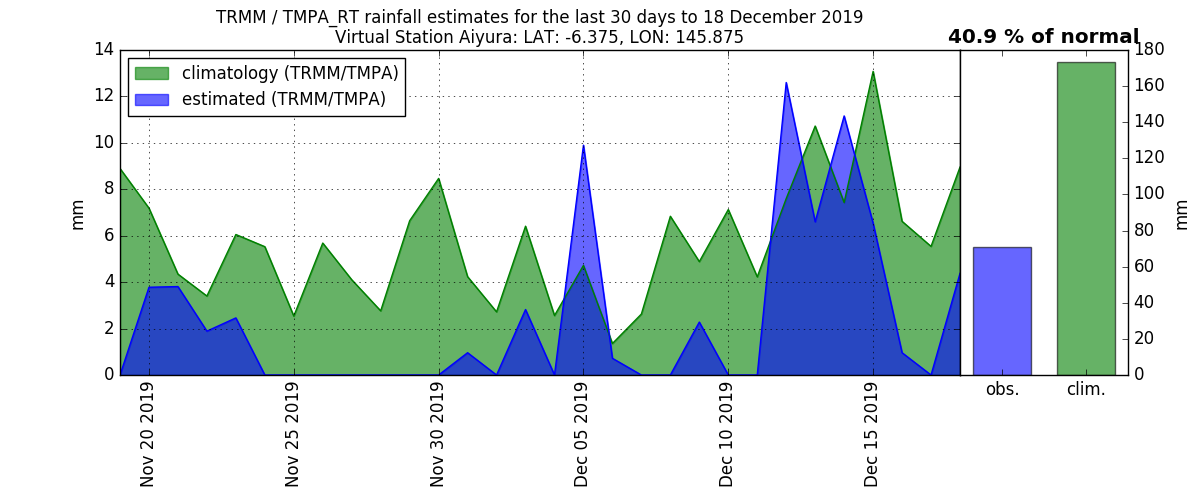 TRMM / TMPA_RT rainfall estimates for the last 30 days to 18 December 2019
Virtual Station Aiyura: LAT: -6.375, LON: 145.875
40.9 % of normal
climatology (TRMM/TMPA)
estimated (TRMM/TMPA)
14
12
10
8
6
4
2
0
mm
Nov 20 2019
Nov 25 2019
Nov 30 2019
Dec 05 2019
Dec 10 2019
Dec 15 2019
obs.
clim.
180
160
140
120
100
80
60
40
20
0
mm